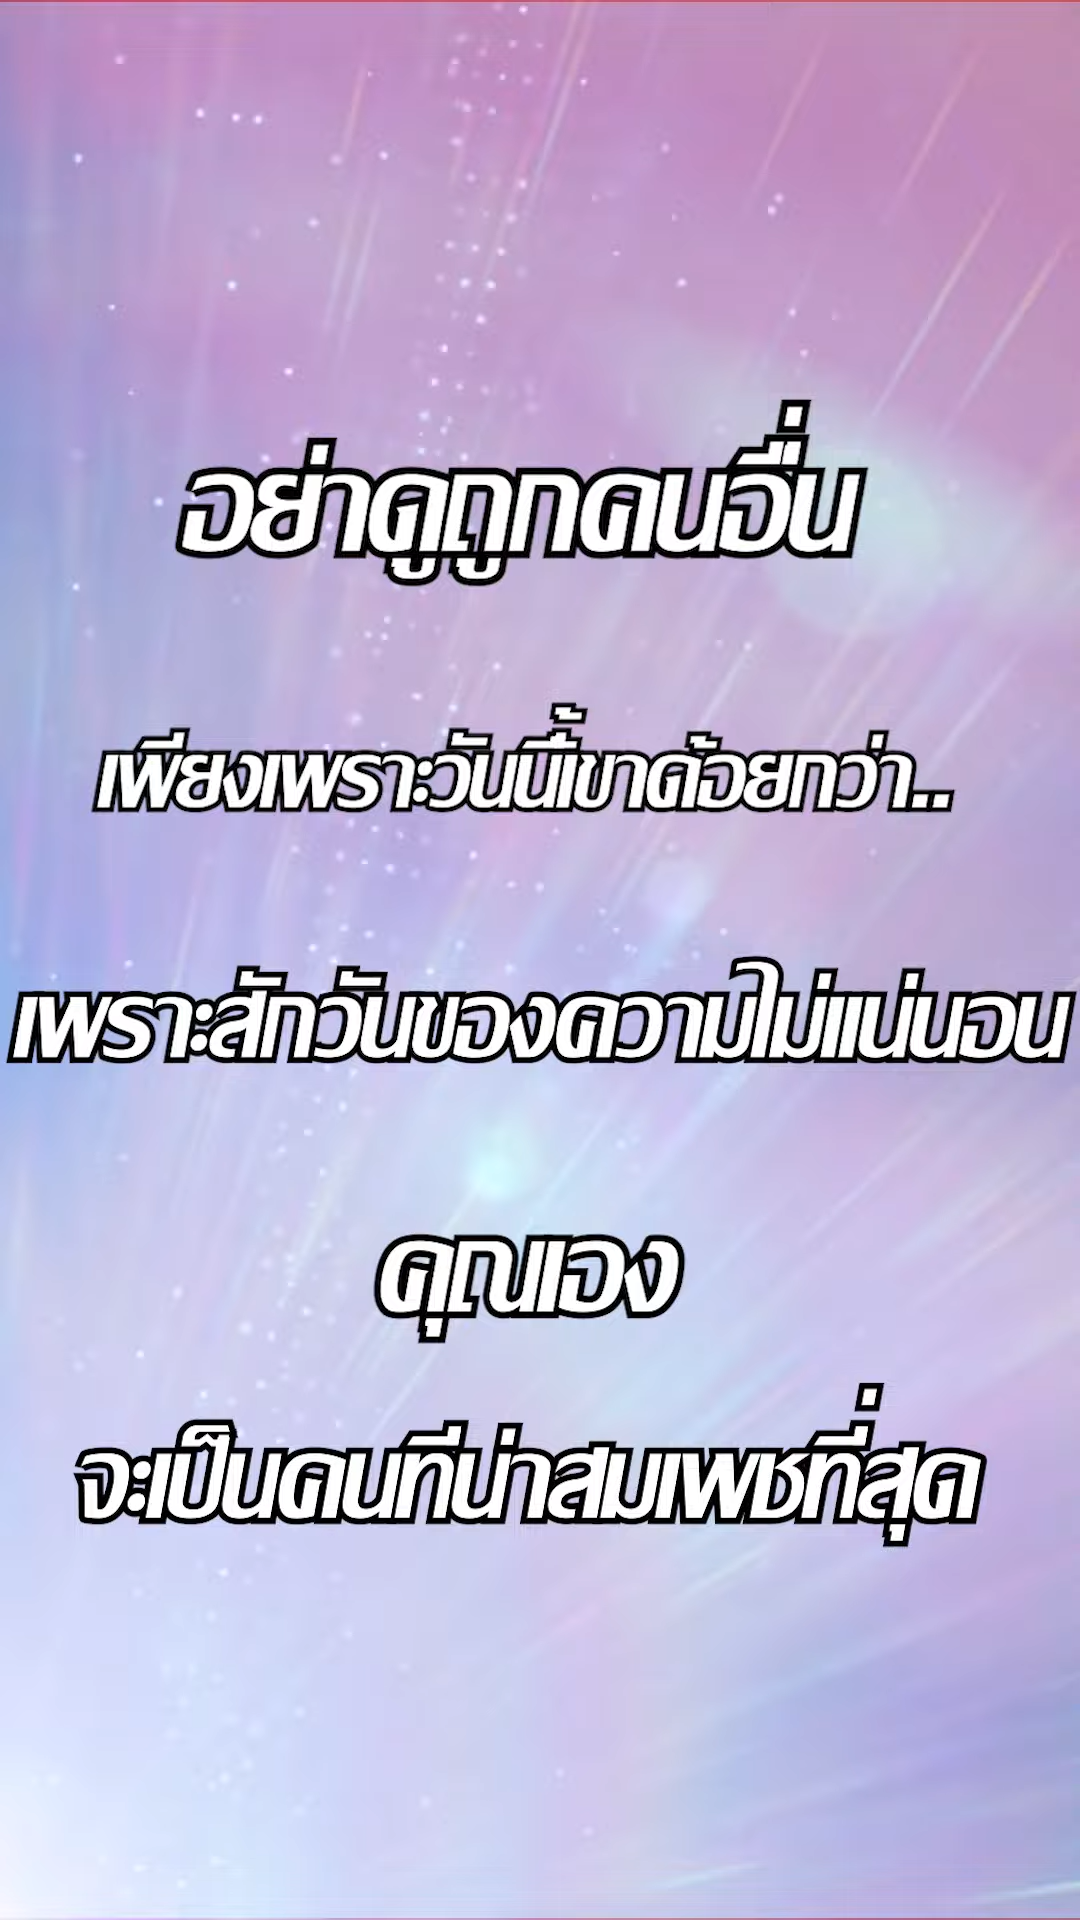 อย่าดูถูกคนอื่น
เพียงเพราะวันนี้เขาด้อยกว่า..
เพราะสักวันของความไม่แน่นอน
คุณเอง
จะเป็นคนทีน่าสมเพชที่สุด